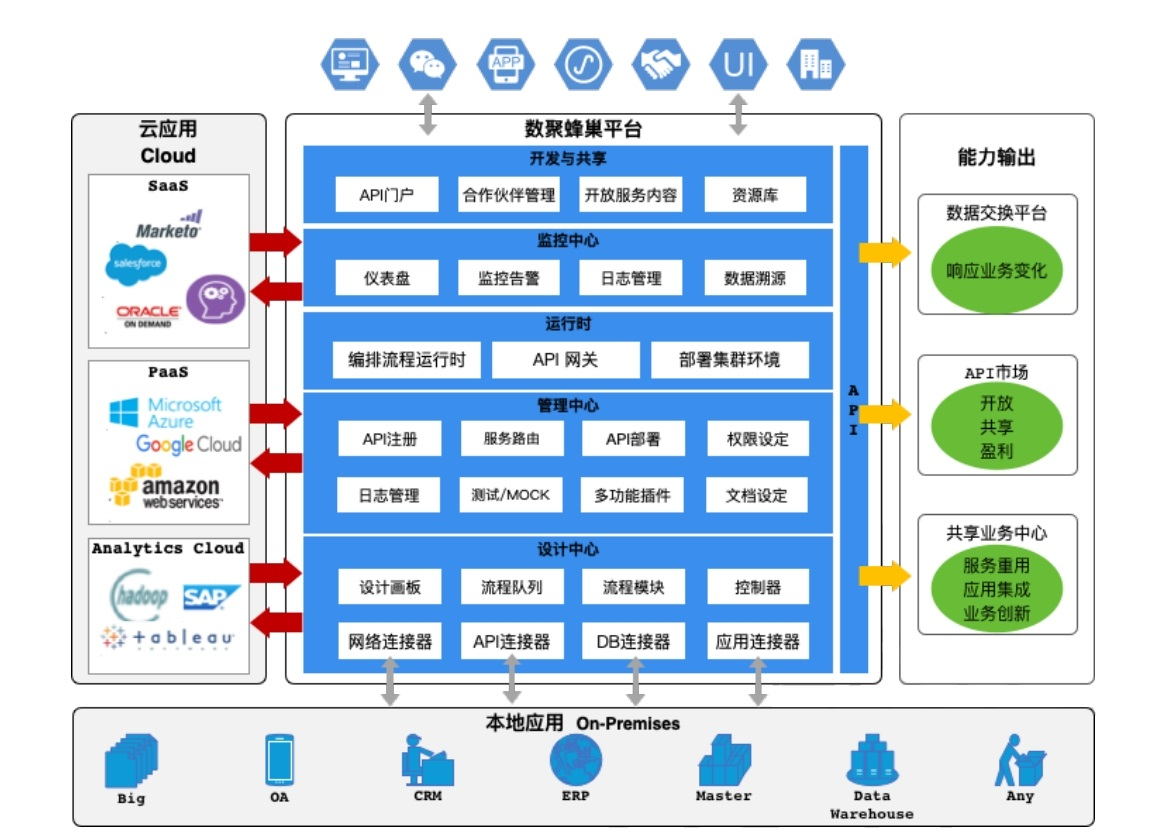 APP
UI
云应用
Cloud
SaaS
Marketo
salesforce
ORACLE
ON DEMAND
PaaS
Microsoft
Azure
Google Cloud
amazon
webservices
Analytics Cloud
hadoop
SAP
+ableau
SOFTWARE
数聚蜂巢平台
开发与共享
API门户
合作伙伴管理
开放服务内容
资源库
监控中心
仪表盘
监控告警
日志管理
数据溯源
运行时
编排流程运行时
API 网关
部署集群环境
管理中心
API注册
服务路由
API部署
权限设定
日志管理
测试/MOCK
多功能插件
文档设定
设计中心
设计画板
流程队列
流程模块
控制器
网络连接器
API连接器
DB连接器
应用连接器
A
P
I
能力输出
数据交换平台
响应业务变化
API市场
开放
共享
盈利
共享业务中心
服务重用
应用集成
业务创新
本地应用 On-Premises
Big
OA
CRM
ERP
Master
Data
Warehouse
Any